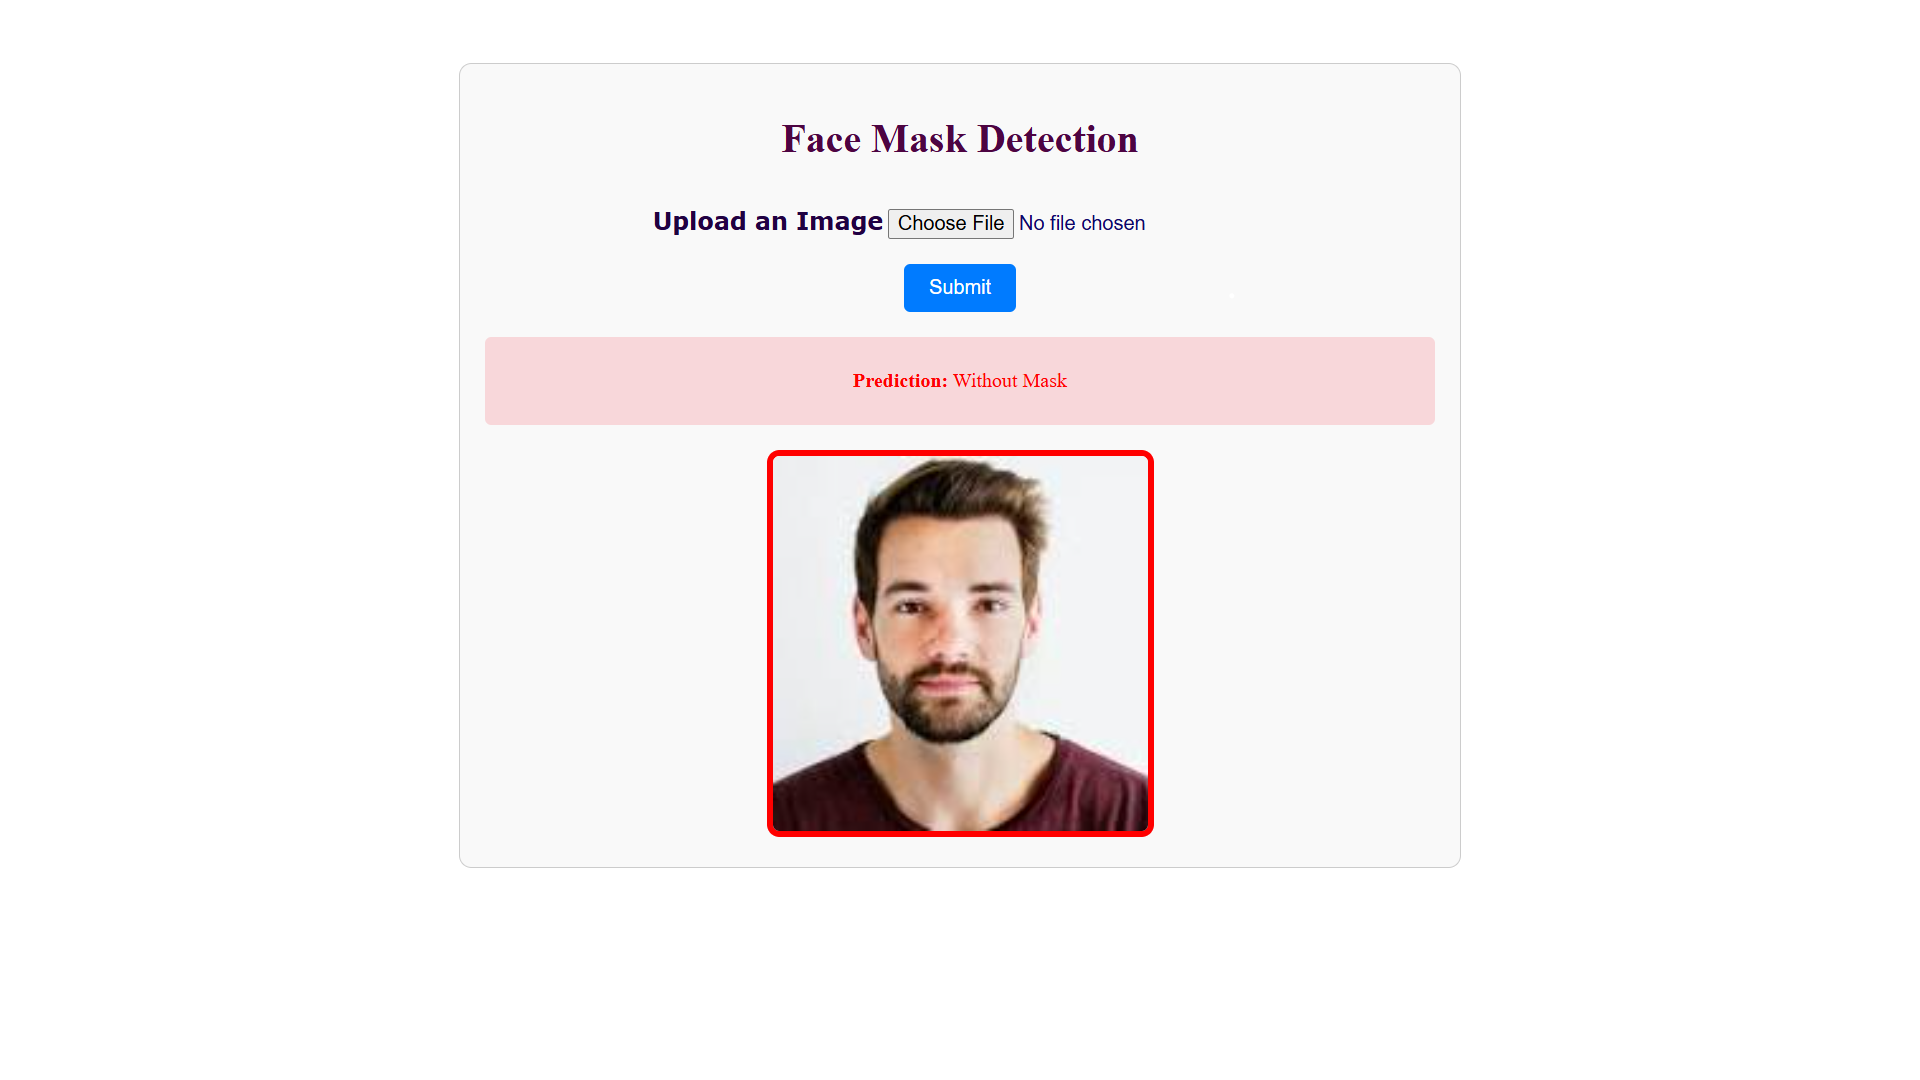 Face Mask Detection
Upload an Image Choose File No file chosen
Submit
Prediction: Without Mask